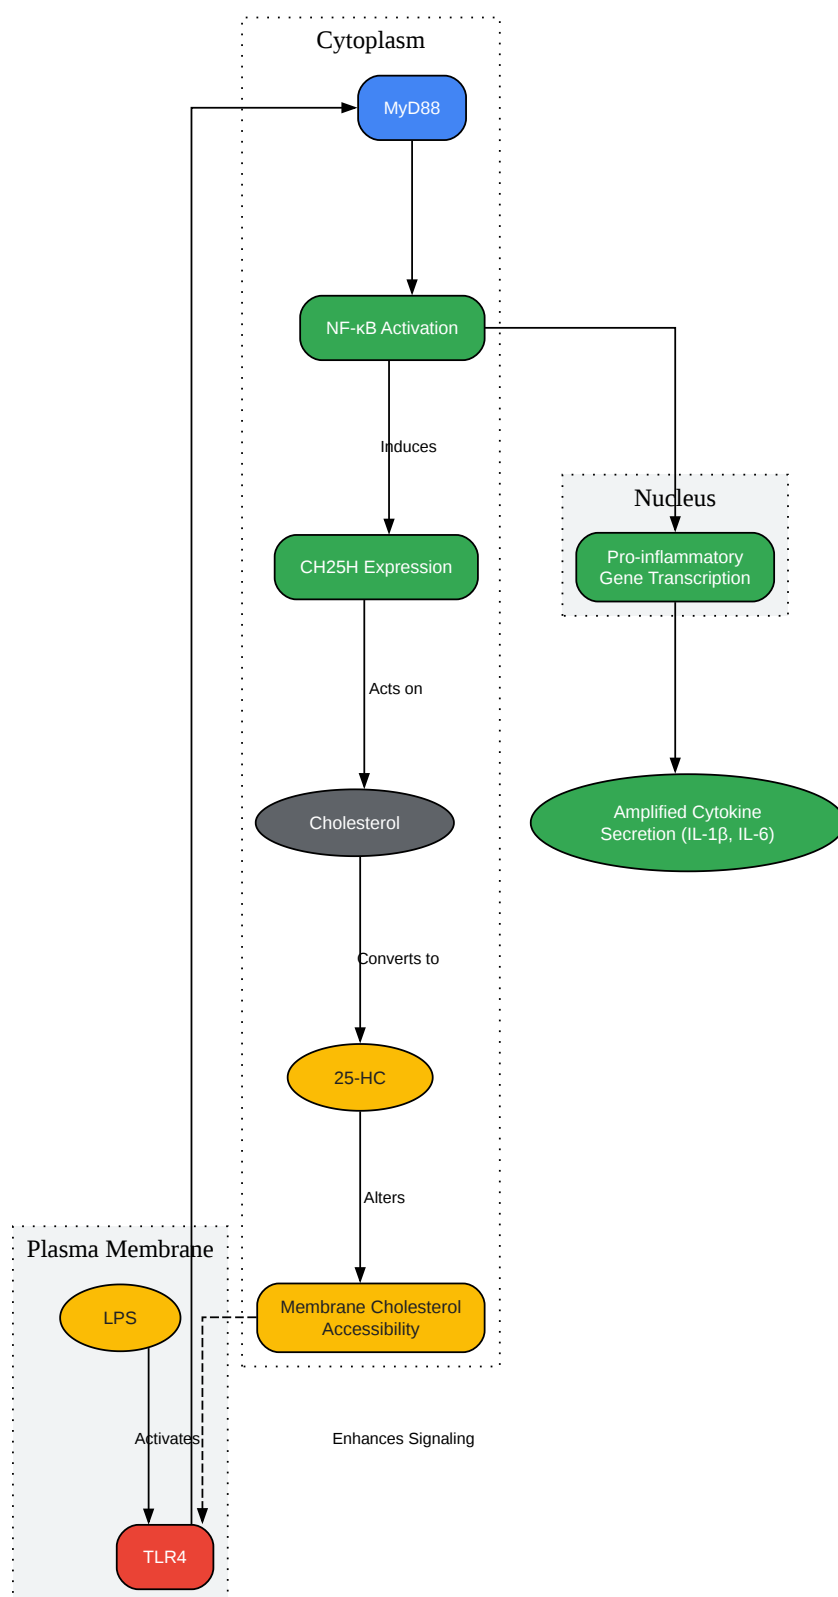 Cytoplasm
MyD88
NF-κB Activation
Induces
Nucleus
CH25H Expression
Pro-inflammatory
Gene Transcription
Acts on
Cholesterol
Amplified Cytokine
Secretion (IL-1β, IL-6)
Converts to
25-HC
Alters
Plasma Membrane
LPS
Membrane Cholesterol
Accessibility
Activates
Enhances Signaling
TLR4